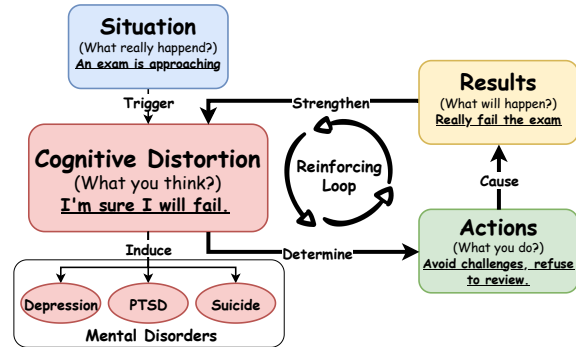 Situation
(What really happend?)
An exam is approaching
Trigger
Strengthen
Results
(What will happen?)
Really fail the exam
Cognitive Distortion
(What you think?)
I'm sure I will fail.
Reinforcing
Loop
Cause
Induce
Determine
Actions
(What you do?)
Avoid challenges, refuse
to review.
Depression
PTSD
Suicide
Mental Disorders